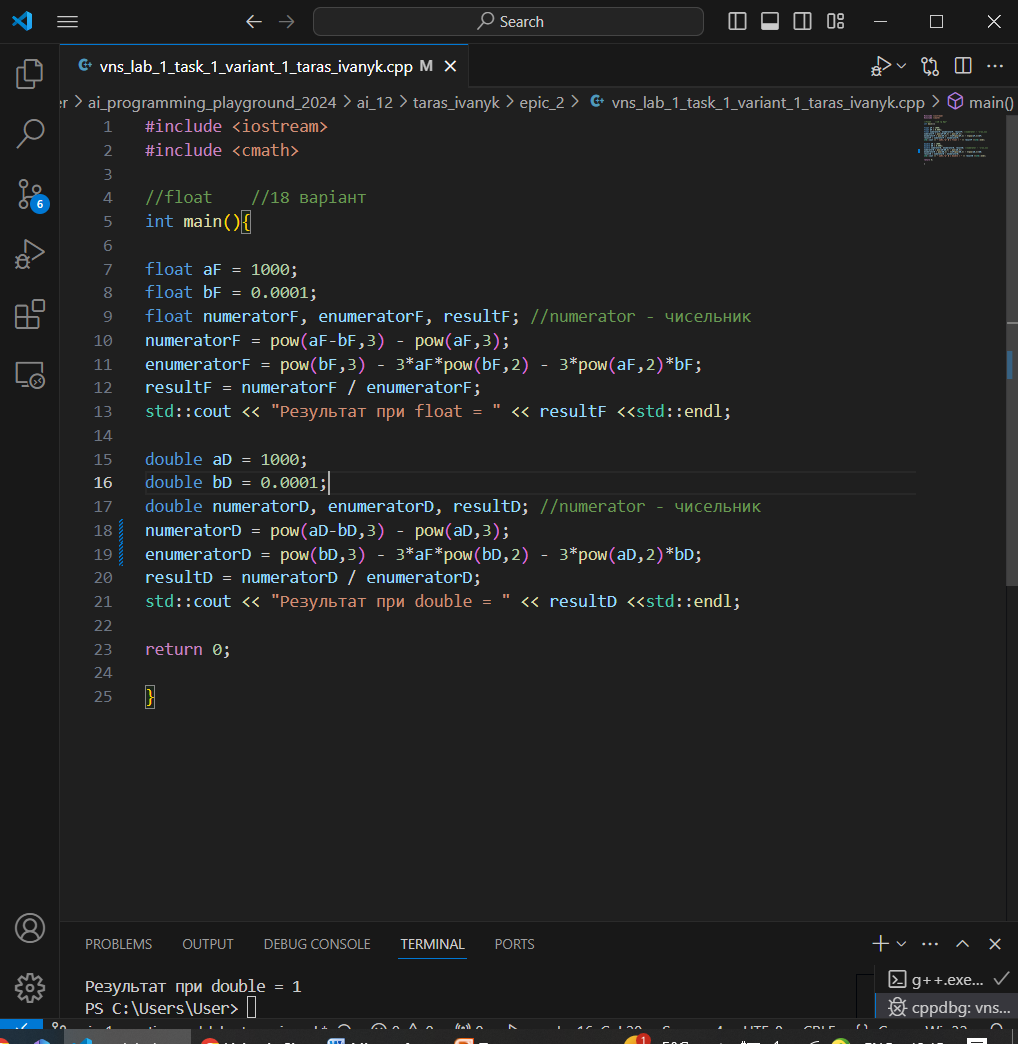 Search
vns_lab_1_task_1_variant_1_taras_ivanyk.cpp M
er > ai_programming_playground_2024 > ai_12 > taras_ivanyk > epic_2 > vns_lab_1_task_1_variant_1_taras_ivanyk.cpp > main()
1 #include <iostream>
2 #include <cmath>
3
4 //float    //18 варіант
5 int main(){
6
7 float aF = 1000;
8 float bF = 0.0001;
9 float numeratorF, enumeratorF, resultF; //numerator - чисельник
10 numeratorF = pow(aF-bF,3) - pow(aF,3);
11 enumeratorF = pow(bF,3) - 3*aF*pow(bF,2) - 3*pow(aF,2)*bF;
12 resultF = numeratorF / enumeratorF;
13 std::cout << "Результат при float = " << resultF <<std::endl;
14
15 double aD = 1000;
16 double bD = 0.0001;
17 double numeratorD, enumeratorD, resultD; //numerator - чисельник
18 numeratorD = pow(aD-bD,3) - pow(aD,3);
19 enumeratorD = pow(bD,3) - 3*aF*pow(bD,2) - 3*pow(aD,2)*bD;
20 resultD = numeratorD / enumeratorD;
21 std::cout << "Результат при double = " << resultD <<std::endl;
22
23 return 0;
24
25 }
6
PROBLEMS OUTPUT DEBUG CONSOLE TERMINAL PORTS
Результат при double = 1
PS C:\Users\User>
g++.exe...
cppdbg: vns...